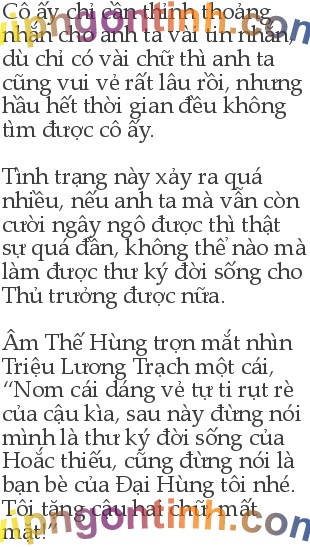 Cô ấy chỉ cần thỉnh thoảng
nhắn cho anh ta vài tin nhắn,
dù chỉ có vài chữ thì anh ta
cũng vui vẻ rất lâu rồi, nhưng
hầu hết thời gian đều không
tìm được cô ấy.
Tình trạng này xảy ra quá
nhiều, nếu anh ta mà vẫn còn
cười ngây ngô được thì thật
sự quá đần, không thể nào mà
làm được thư ký đời sống cho
Thủ trưởng được nữa.
Âm Thế Hùng trợn mắt nhìn
Triệu Lương Trạch một cái,
“Nom cái dáng vẻ tự ti rụt rè
của cậu kìa, sau này đừng nói
mình là thư ký đời sống của
Hoắc thiếu, cũng đừng nói là
bạn bè của Đại Hùng tôi nhé.
Tôi tặng cậu hai chữ, mất
mặt!”
vipngontinh.com
vipngontinh.com